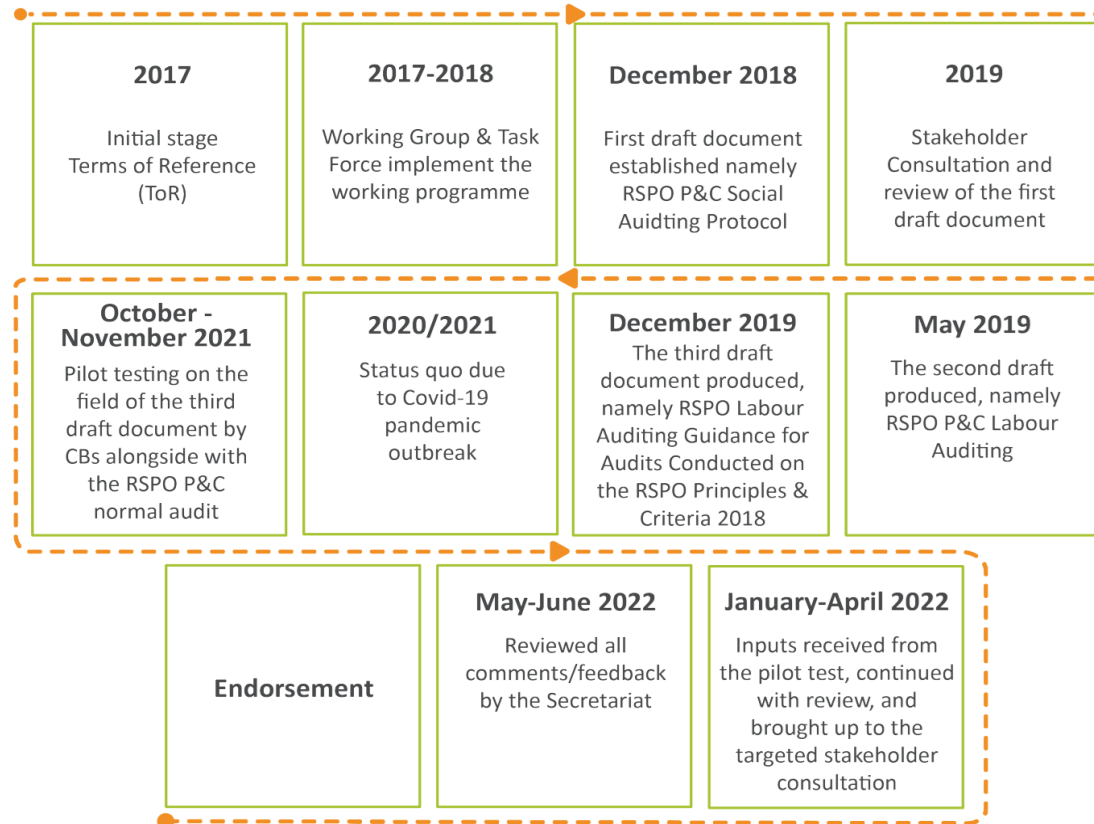 2017
Initial stage
Terms of Reference
(ToR)
2017-2018
Working Group & Task
Force implement the
working programme
December 2018
First draft document
established namely
RSPO P&C Social
Auidting Protocol
2019
Stakeholder
Consultation and
review of the first
draft document
May 2019
The second draft
produced, namely
RSPO P&C Labour
Auditing
December 2019
The third draft
document produced,
namely RSPO Labour
Auditing Guidance for
Audits Conducted on
the RSPO Principles &
Criteria 2018
2020/2021
Status quo due
to Covid-19
pandemic
outbreak
October -
November 2021
Pilot testing on the
field of the third
draft document by
CBs alongside with
the RSPO P&C
normal audit
January-April 2022
Inputs received from
the pilot test, continued
with review, and
brought up to the
targeted stakeholder
consultation
May-June 2022
Reviewed all
comments/feedback
by the Secretariat
Endorsement